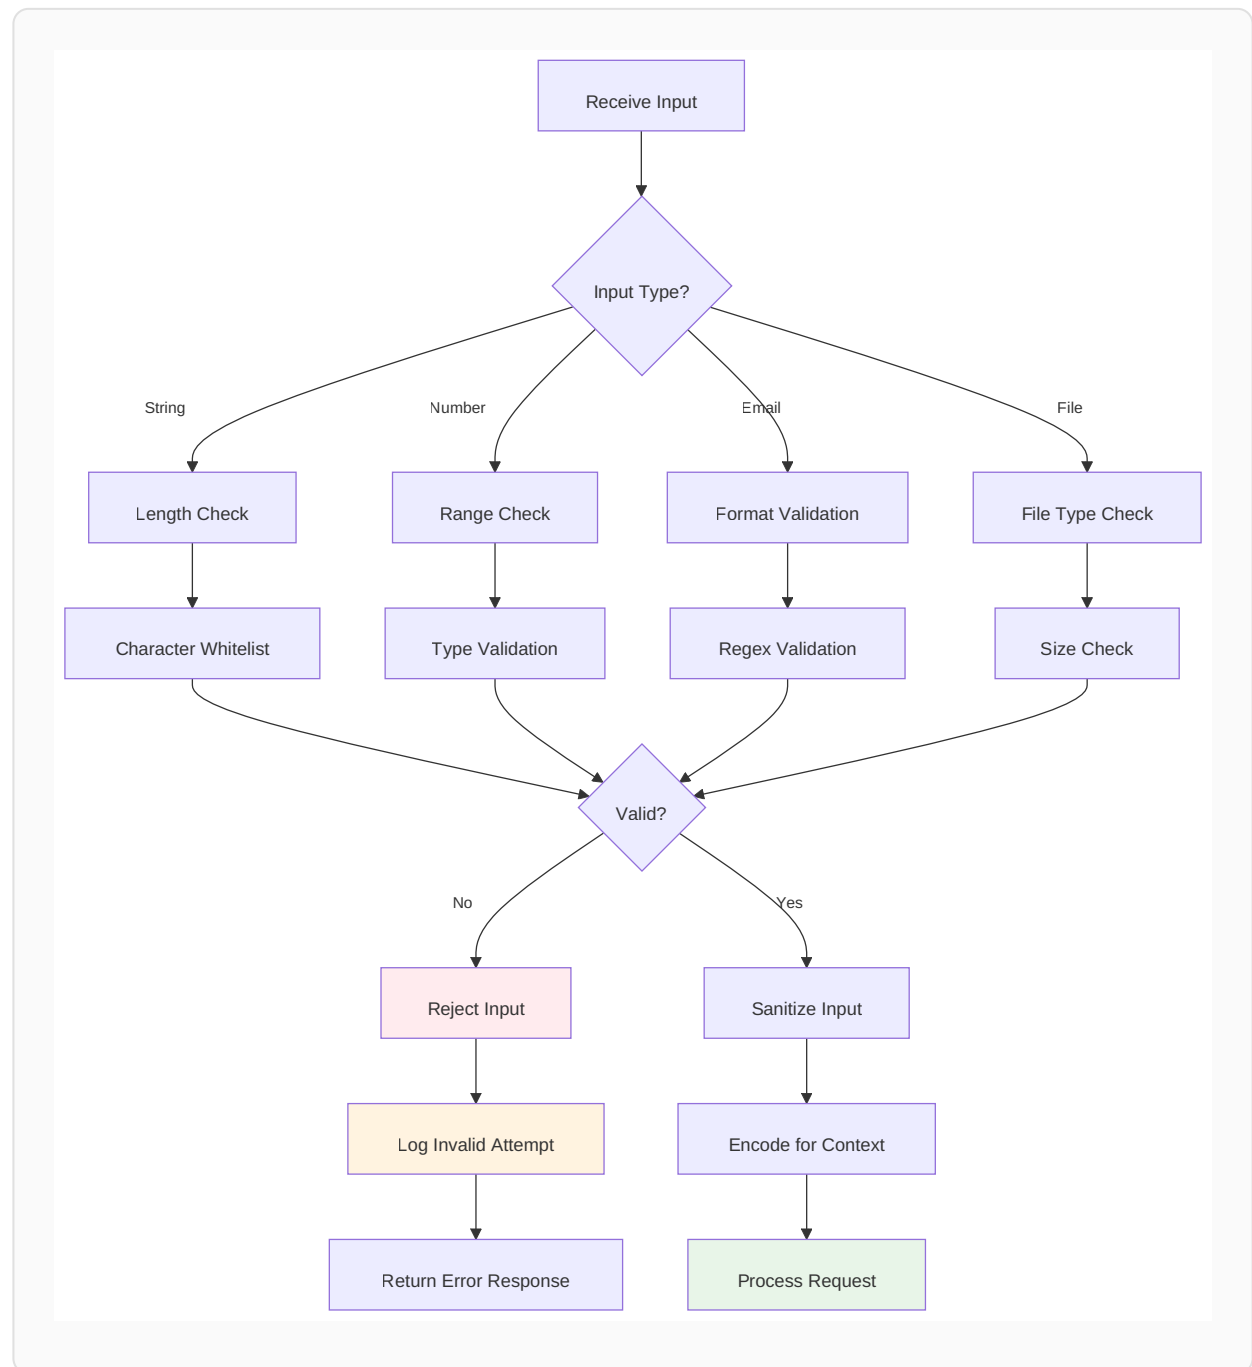 Receive Input
Input Type?
String
Number
Email
File
Length Check
Range Check
Format Validation
File Type Check
Character Whitelist
Type Validation
Regex Validation
Size Check
Valid?
No
Yes
Reject Input
Sanitize Input
Log Invalid Attempt
Encode for Context
Return Error Response
Process Request